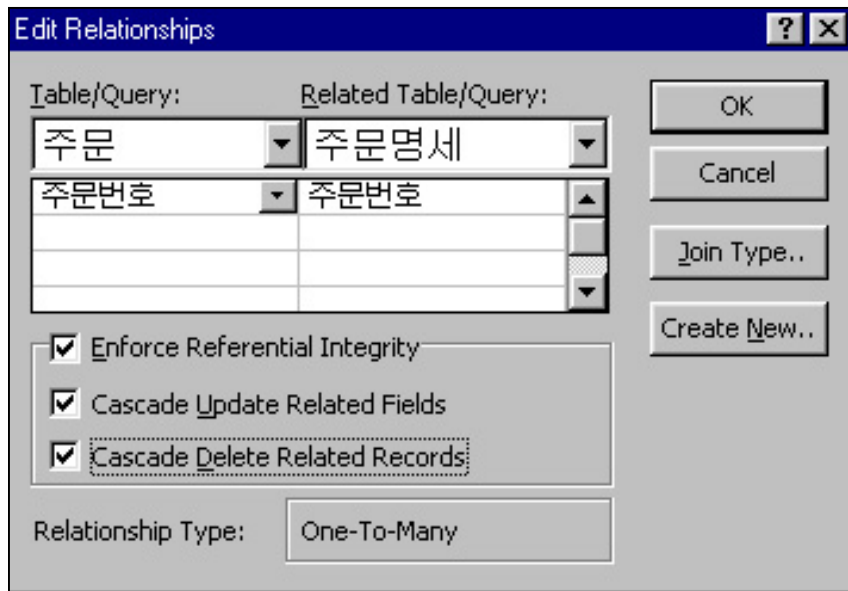 Edit Relationships
Table/Query: Related Table/Query:
주문 주문명세
주문번호 주문번호
Enforce Referential Integrity
Cascade Update Related Fields
Cascade Delete Related Records
Relationship Type: One-To-Many
OK
Cancel
Join Type..
Create New..